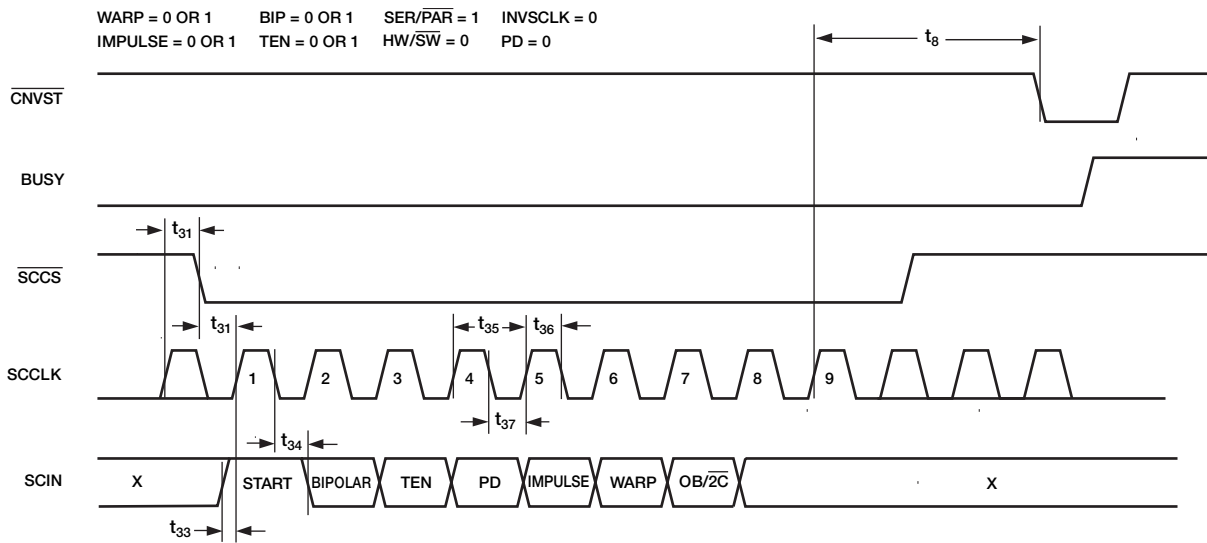 WARP = 0 OR 1 BIP = 0 OR 1 SER/PAR = 1 INVSCLK = 0
IMPULSE = 0 OR 1 TEN = 0 OR 1 HW/SW = 0 PD = 0
t8
CNVST
BUSY
t31
SCCS
t31 t35 t36
SCCLK 1 2 3 4 5 6 7 8 9
t37
t34
SCIN X START BIPOLAR TEN PD IMPULSE WARP OB/2C X
t33